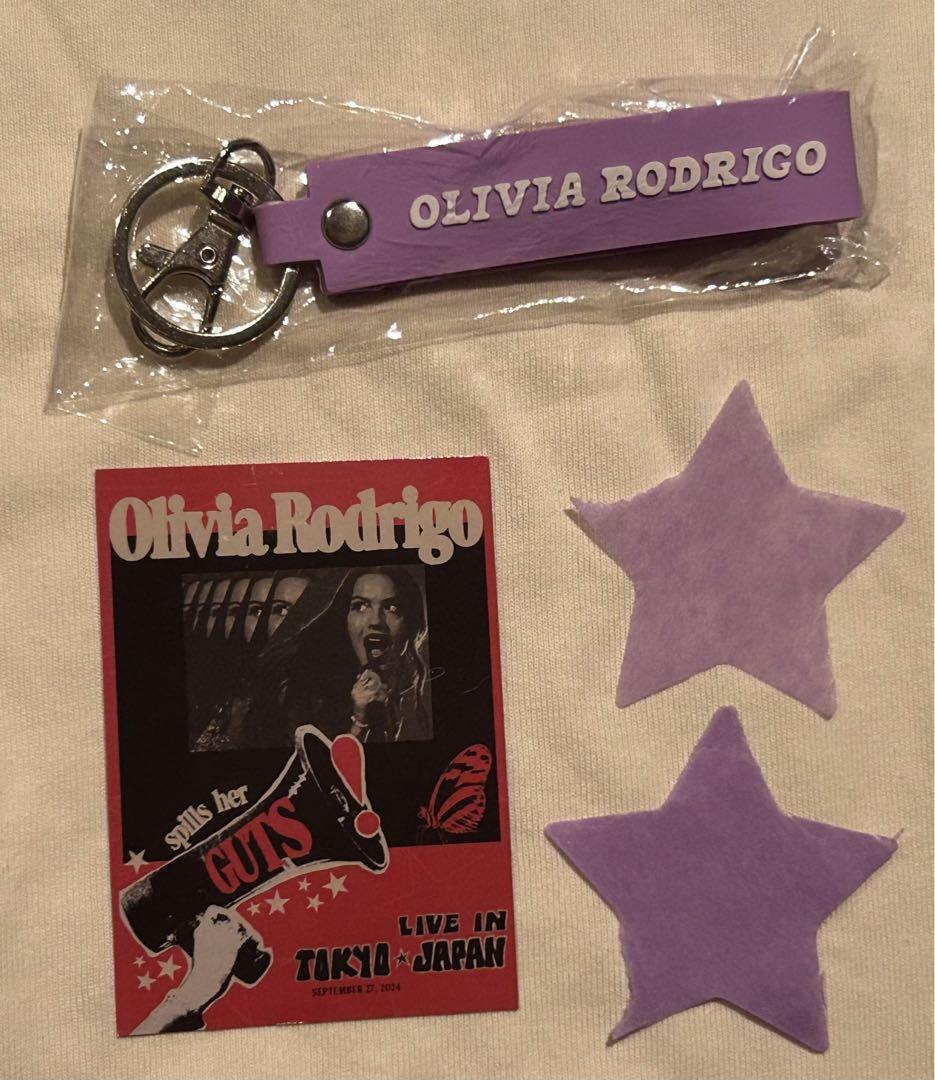 OLIVIA RODRIGO
Olivia Rodrigo
spills her
GUTS
LIVE IN
TOKYO ★ JAPAN
SEPTEMBER 27, 2024